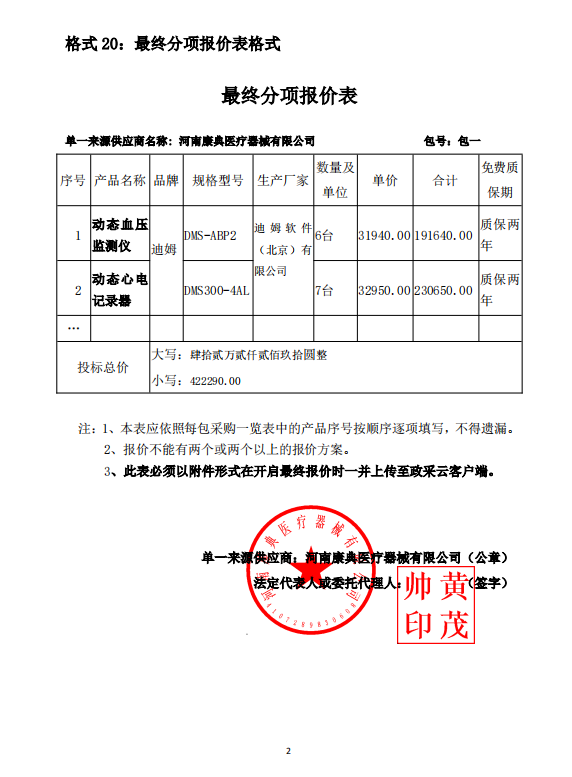 格式 20：最终分项报价表格式
最终分项报价表
单一来源供应商名称: 河南康典医疗器械有限公司 包号：包一
序号 产品名称 品牌 规格型号 生产厂家 数量及单位 单价 合计 免费质保期
1 动态血压监测仪 迪姆 DMS-ABP2 迪姆软件（北京）有限公司 6台 31940.00 191640.00 质保两年
2 动态心电记录器 DMS300-4AL 7台 32950.00 230650.00 质保两年
…
投标总价 大写：肆拾贰万贰仟贰佰玖拾圆整
小写：422290.00
注：1、本表应依照每包采购一览表中的产品序号按顺序逐项填写，不得遗漏。
2、报价不能有两个或两个以上的报价方案。
3、此表必须以附件形式在开启最终报价时一并上传至政采云客户端。
单一来源供应商：河南康典医疗器械有限公司（公章）
法定代表人或委托代理人： （签字）
黄茂帅印
2